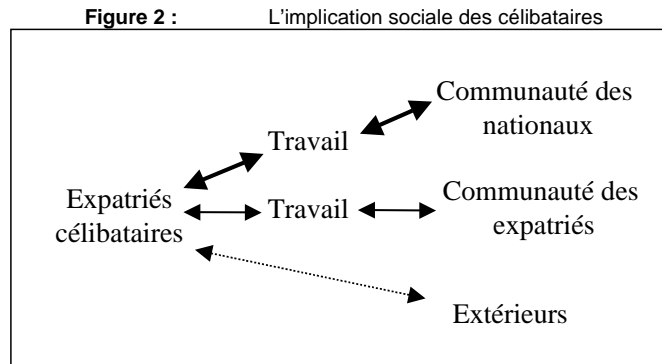 Figure 2 : L'implication sociale des célibataires
Communauté des
nationaux
Travail
Expatriés
célibataires
Travail
Communauté des
expatriés
Extérieurs